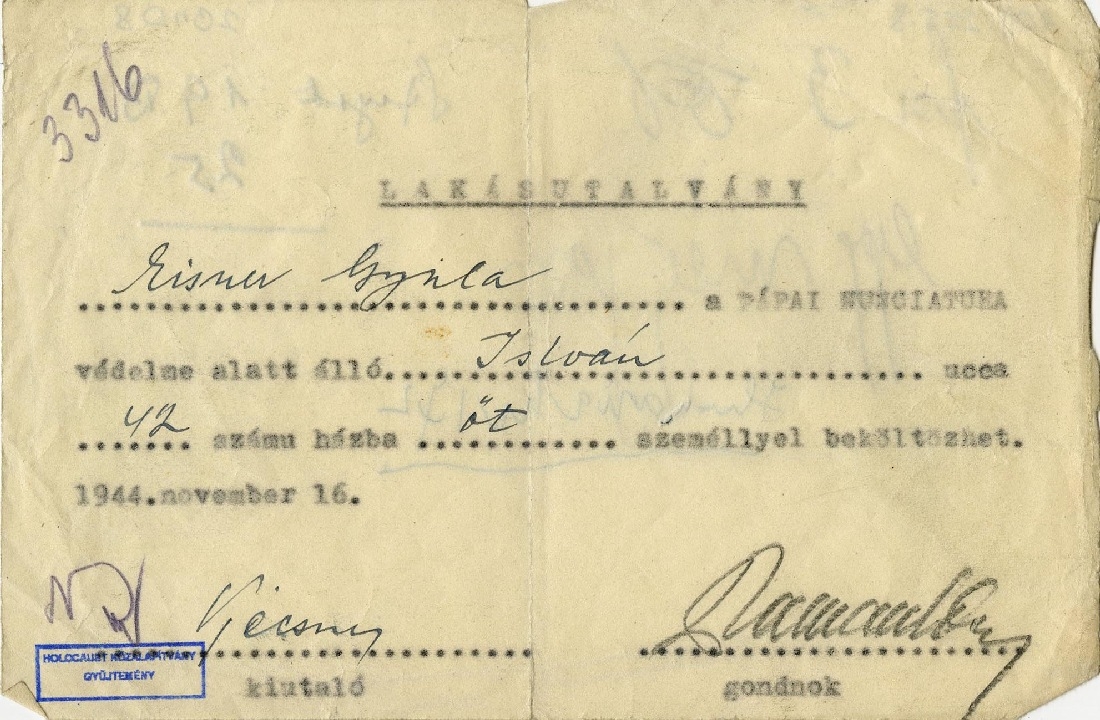 3316
LAKÁSUTALVÁNY
Eisner Gyula a PÁPAI NUNCIATURA
védelme alatt álló István ucca
42 számu házba öt személlyel beköltözhet.
1944.november 16.
HOLOCAUST KÖZALAPÍTVÁNY
GYŰJTEMÉNY
kiutaló gondnok